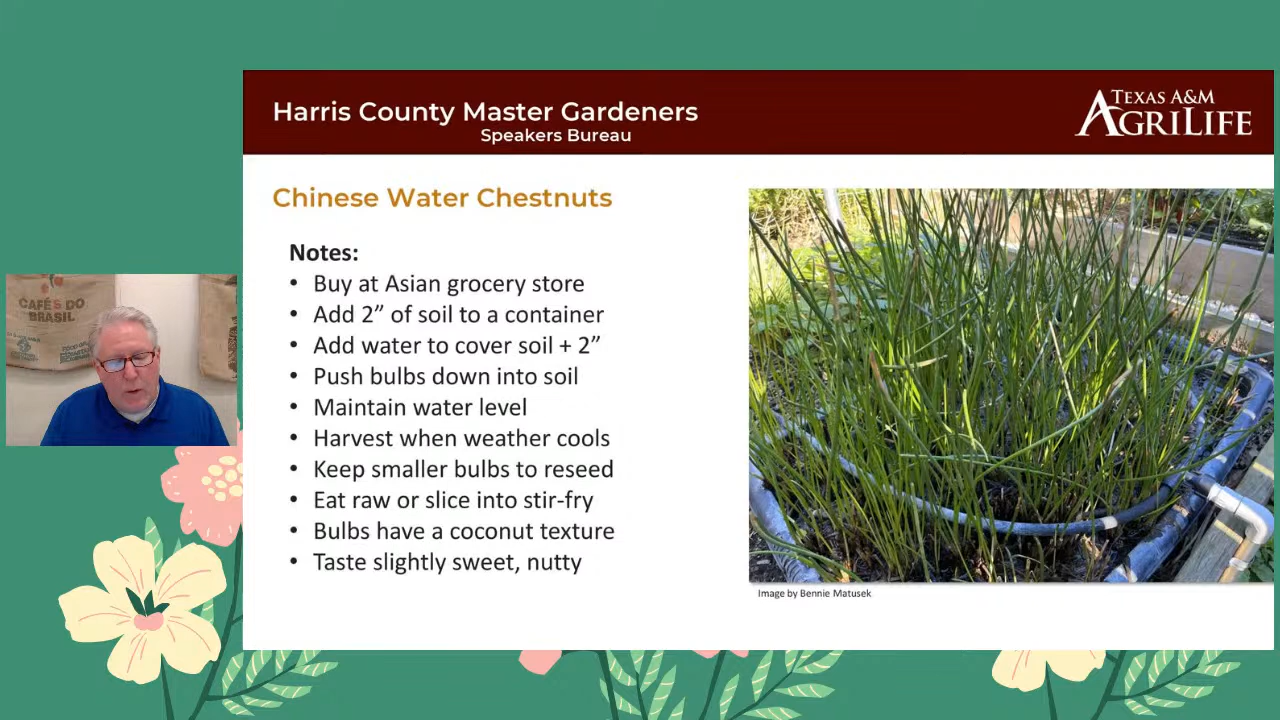 Harris County Master Gardeners
Speakers Bureau
TEXAS A&M
AGRILIFE
Chinese Water Chestnuts
Notes:
• Buy at Asian grocery store
• Add 2” of soil to a container
• Add water to cover soil + 2”
• Push bulbs down into soil
• Maintain water level
• Harvest when weather cools
• Keep smaller bulbs to reseed
• Eat raw or slice into stir-fry
• Bulbs have a coconut texture
• Taste slightly sweet, nutty
Image by Bennie Matusek
CAFÉS DO
BRASIL